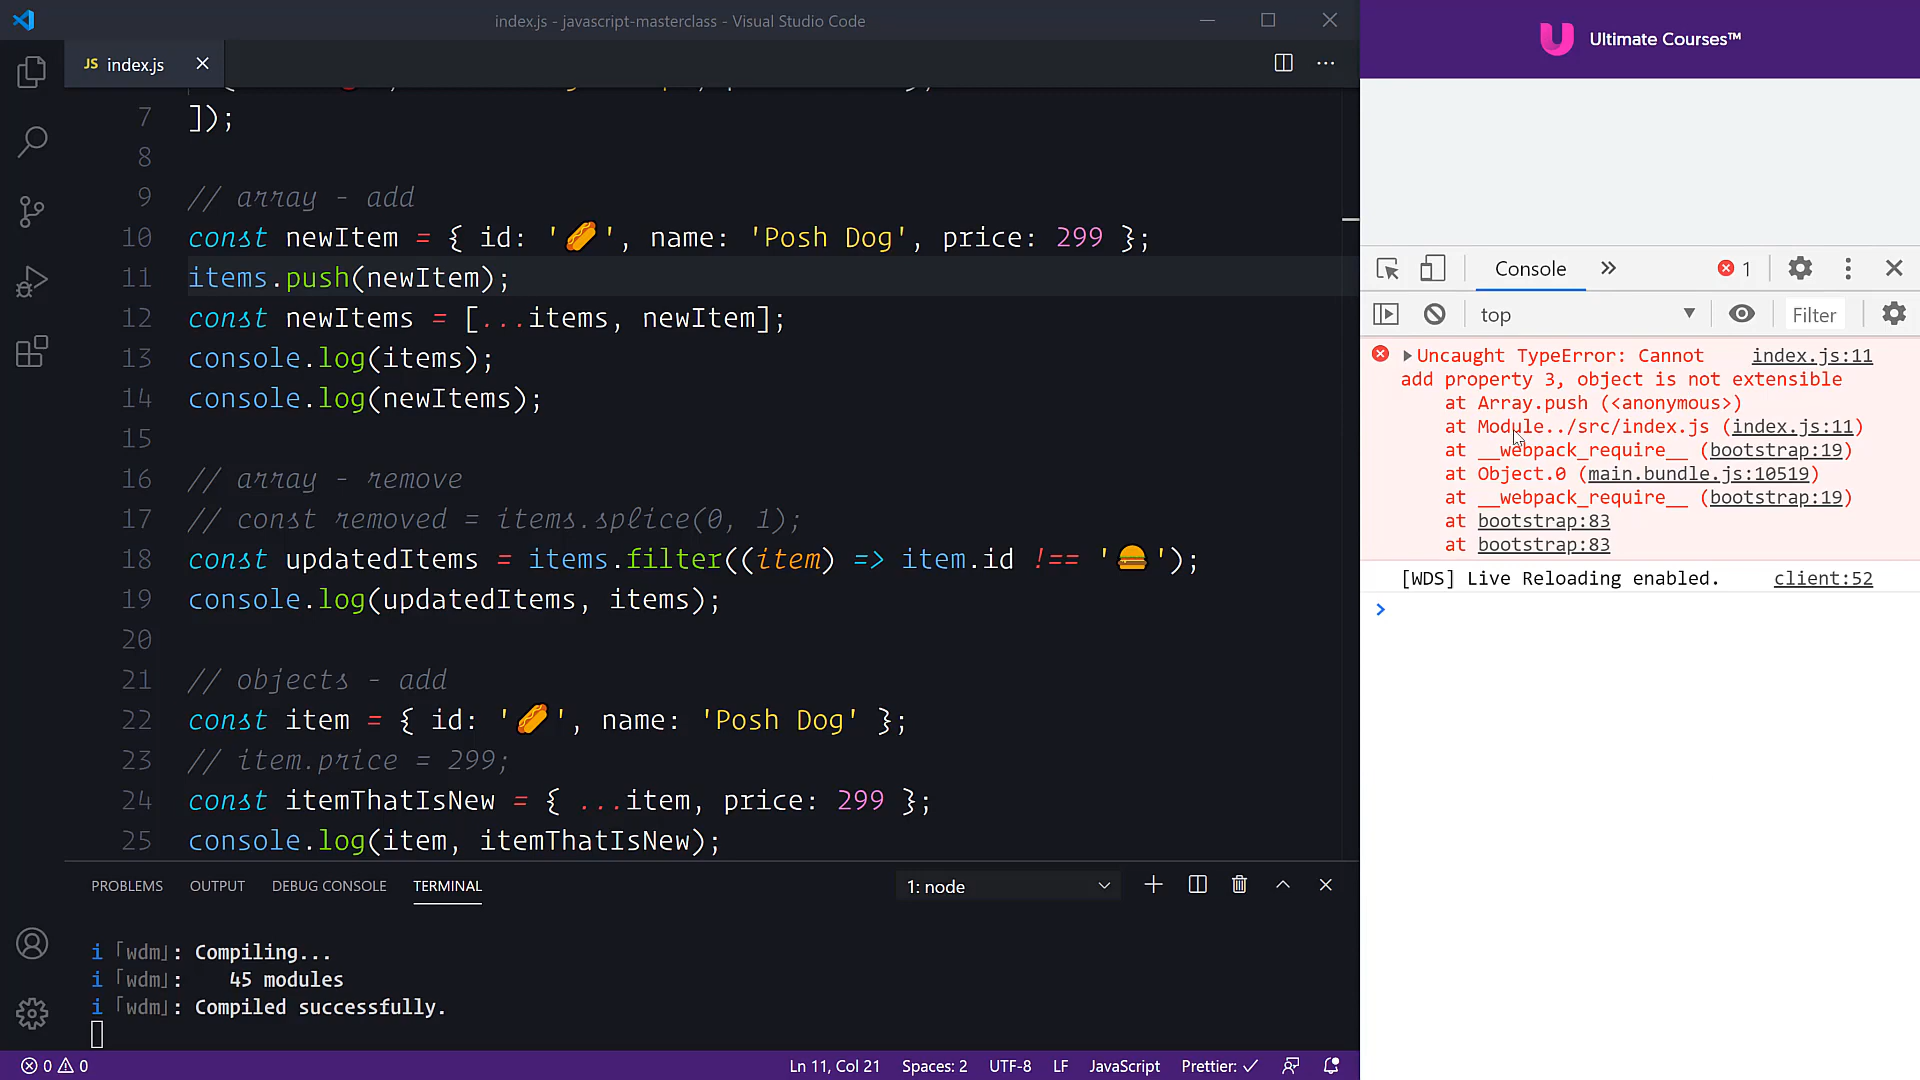 index.js - javascript-masterclass - Visual Studio Code
JS index.js
7 ]);
8
9 // array - add
10 const newItem = { id: '🌭', name: 'Posh Dog', price: 299 };
11 items.push(newItem);
12 const newItems = [...items, newItem];
13 console.log(items);
14 console.log(newItems);
15
16 // array - remove
17 // const removed = items.splice(0, 1);
18 const updatedItems = items.filter((item) => item.id !== '🍔');
19 console.log(updatedItems, items);
20
21 // objects - add
22 const item = { id: '🌭', name: 'Posh Dog' };
23 // item.price = 299;
24 const itemThatIsNew = { ...item, price: 299 };
25 console.log(item, itemThatIsNew);
PROBLEMS OUTPUT DEBUG CONSOLE TERMINAL 1: node
i ｢wdm｣: Compiling...
i ｢wdm｣:    45 modules
i ｢wdm｣: Compiled successfully.
0 0 Ln 11, Col 21 Spaces: 2 UTF-8 LF JavaScript Prettier: ✓
U Ultimate Courses™
Console » 1
top Filter
Uncaught TypeError: Cannot index.js:11
add property 3, object is not extensible
at Array.push (<anonymous>)
at Module../src/index.js (index.js:11)
at __webpack_require__ (bootstrap:19)
at Object.0 (main.bundle.js:10519)
at __webpack_require__ (bootstrap:19)
at bootstrap:83
at bootstrap:83
[WDS] Live Reloading enabled. client:52
>